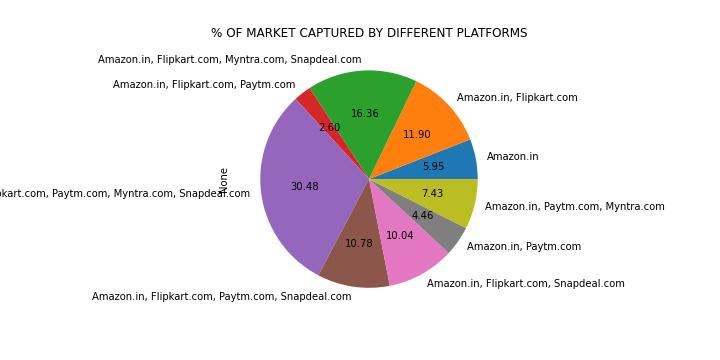 % OF MARKET CAPTURED BY DIFFERENT PLATFORMS
Amazon.in, Flipkart.com, Myntra.com, Snapdeal.com
Amazon.in, Flipkart.com, Paytm.com
16.36
Amazon.in, Flipkart.com
2.60
11.90
Amazon.in
5.95
30.48
None
kart.com, Paytm.com, Myntra.com, Snapdeal.com
7.43
Amazon.in, Paytm.com, Myntra.com
4.46
10.04
10.78
Amazon.in, Paytm.com
Amazon.in, Flipkart.com, Snapdeal.com
Amazon.in, Flipkart.com, Paytm.com, Snapdeal.com